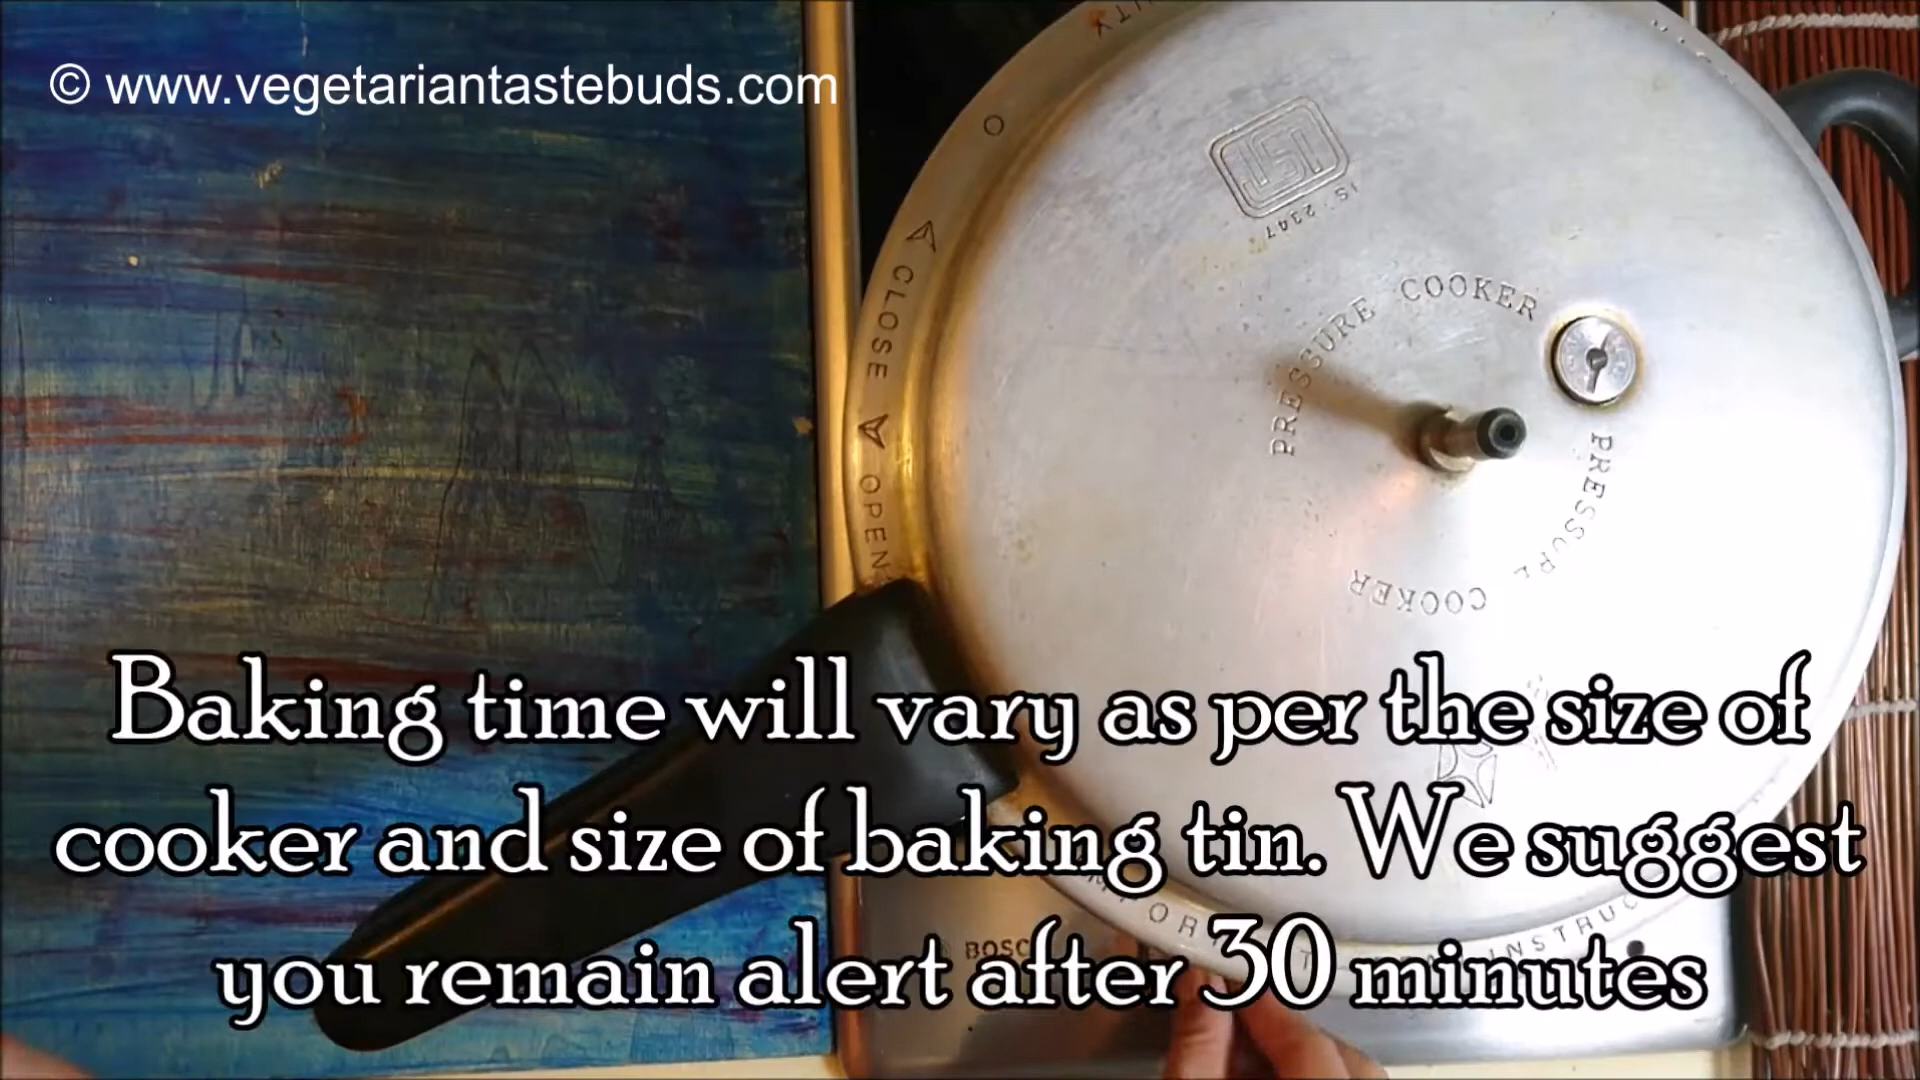 © www.vegetariantastebuds.com
ISI
IS: 2347
CLOSE
OPEN
PRESSURE COOKER
PRESSURE COOKER
Baking time will vary as per the size of
cooker and size of baking tin. We suggest
you remain alert after 30 minutes